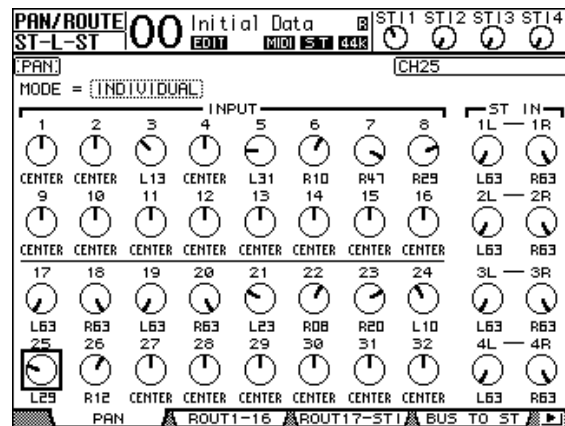 PAN/ROUTE 00 Initial Data R STI1 STI2 STI3 STI4
ST-L-ST EDIT MIDI ST 44k
PAN CH25
MODE = INDIVIDUAL
INPUT ST IN
1 2 3 4 5 6 7 8 1L — 1R
CENTER CENTER L13 CENTER L31 R10 R47 R29 L63 R63
9 10 11 12 13 14 15 16 2L — 2R
CENTER CENTER CENTER CENTER CENTER CENTER CENTER CENTER L63 R63
17 18 19 20 21 22 23 24 3L — 3R
L63 R63 L63 R63 L23 R08 R20 L10 L63 R63
25 26 27 28 29 30 31 32 4L — 4R
L29 R12 CENTER CENTER CENTER CENTER CENTER CENTER L63 R63
PAN ROUT1-16 ROUT17-STI BUS TO ST